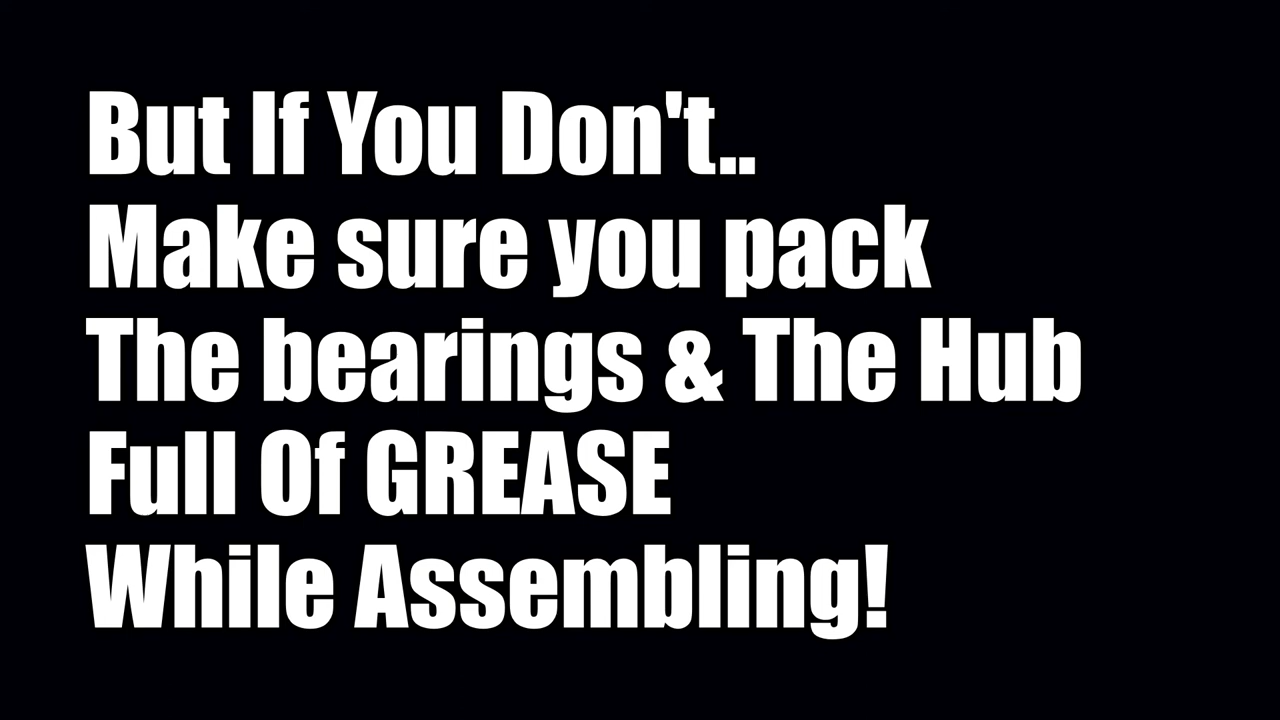 But If You Don't..
Make sure you pack
The bearings & The Hub
Full Of GREASE
While Assembling!